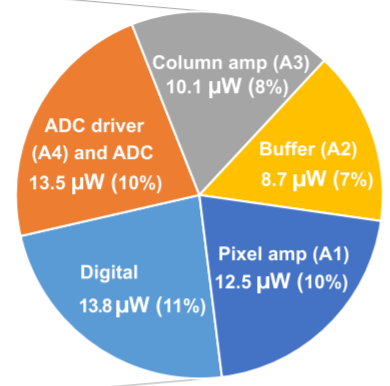 Column amp (A3)
10.1 μW (8%)
ADC driver
(A4) and ADC
13.5 μW (10%)
Buffer (A2)
8.7 μW (7%)
Pixel amp (A1)
12.5 μW (10%)
Digital
13.8 μW (11%)